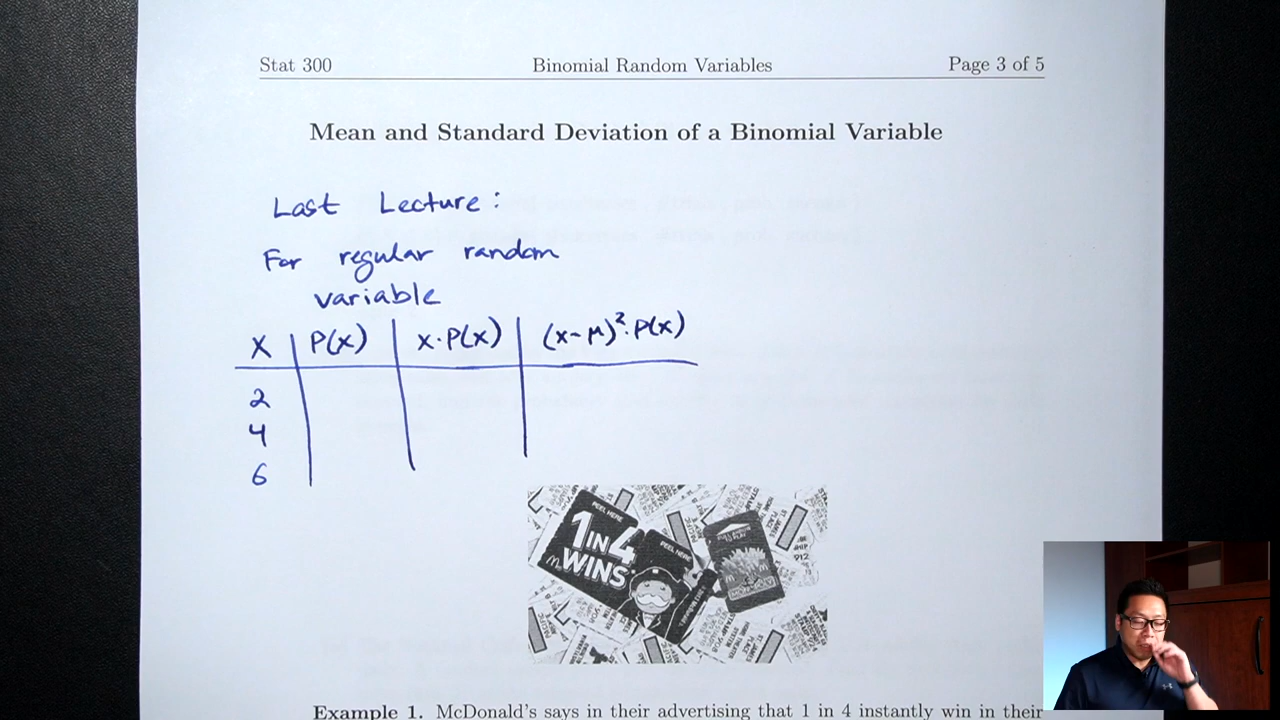 Stat 300 Binomial Random Variables Page 3 of 5
Mean and Standard Deviation of a Binomial Variable
Last Lecture:
For regular random
variable
X P(x) x·P(x) (x-μ)²·P(x)
2
4
6
PEEL HERE
1 IN 4
WINS
PEEL HERE
Example 1. McDonald's says in their advertising that 1 in 4 instantly win in their